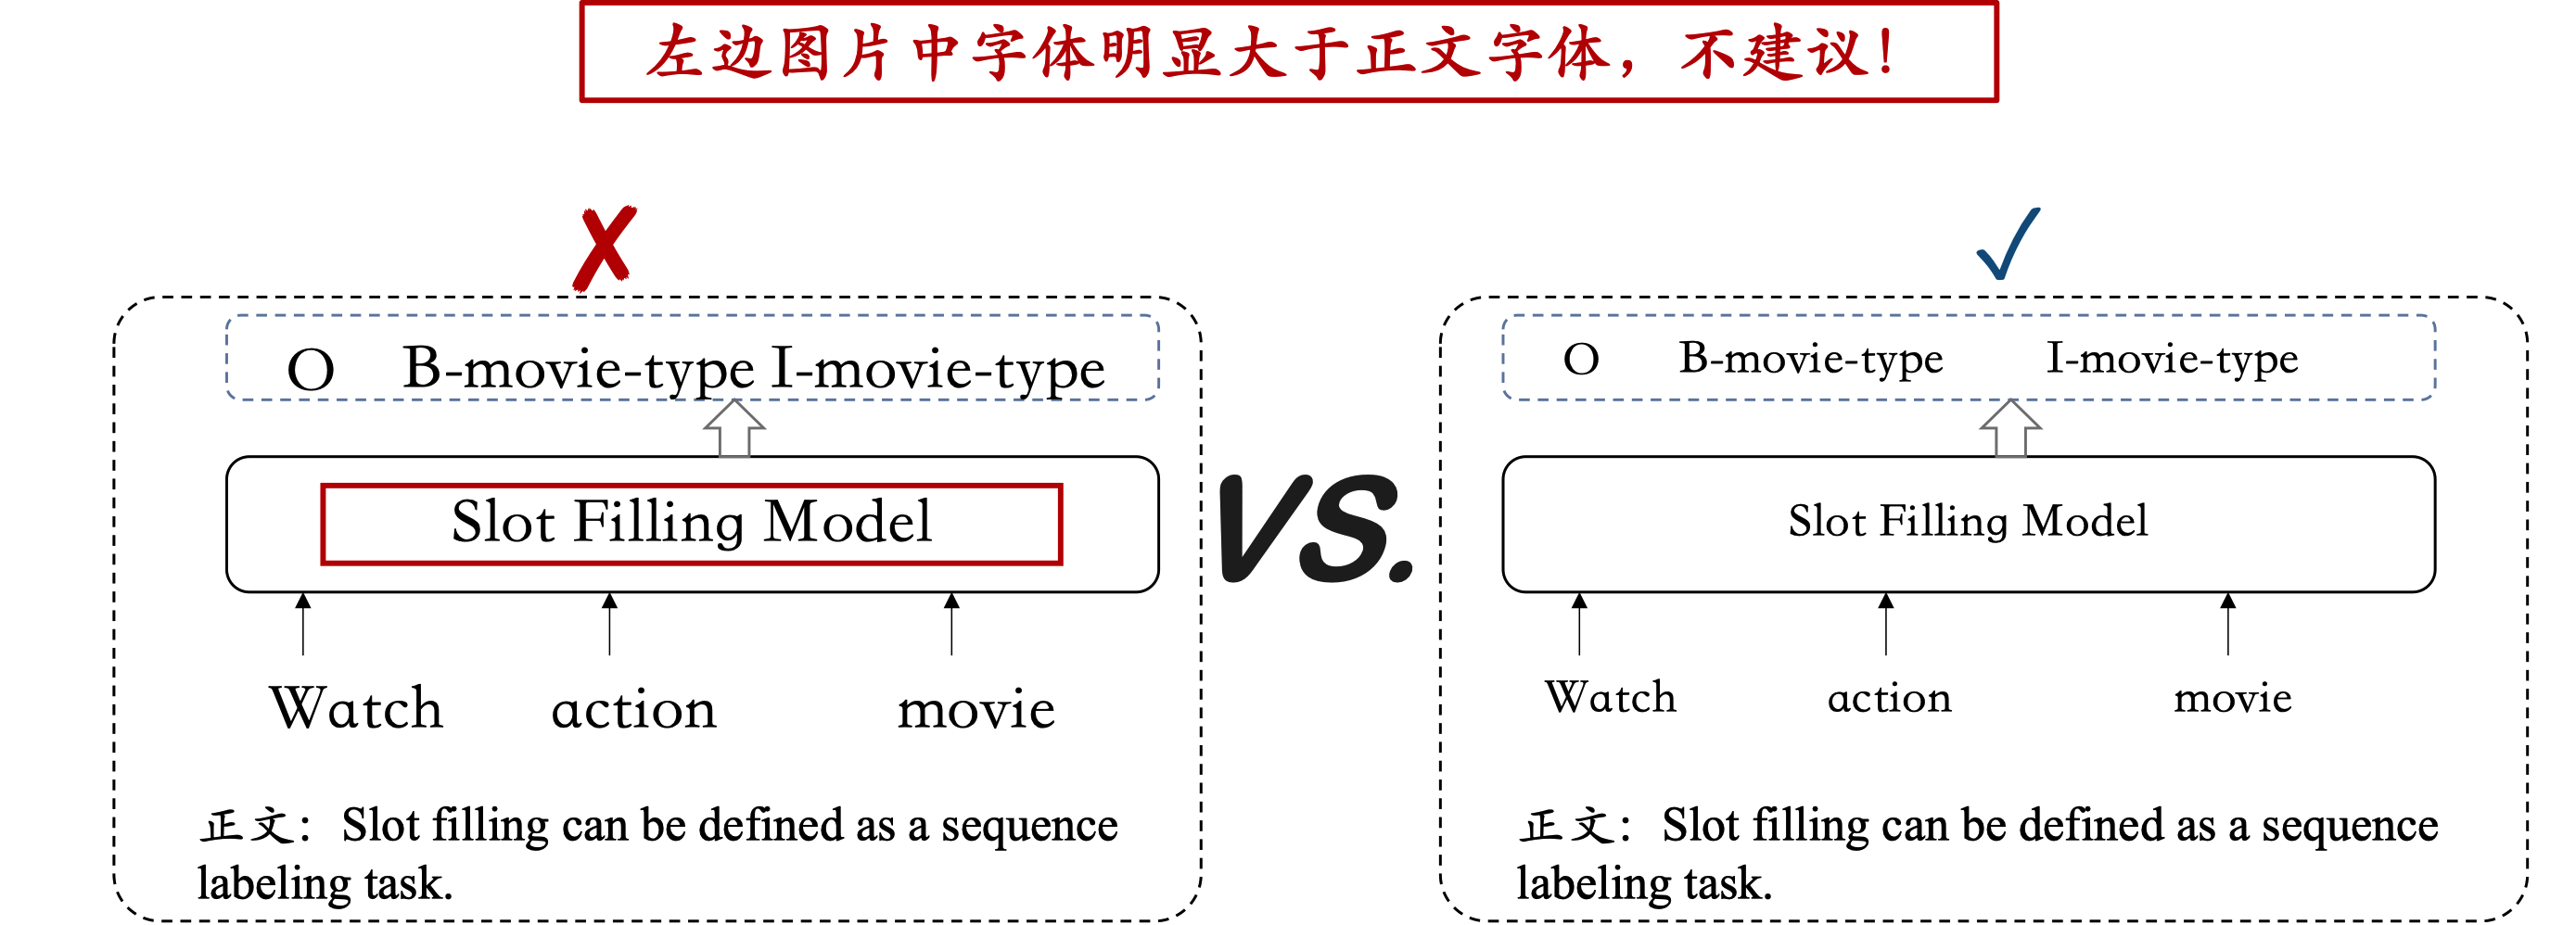 左边图片中字体明显大于正文字体，不建议！
✗
O B-movie-type I-movie-type
Slot Filling Model
Watch action movie
正文：Slot filling can be defined as a sequence
labeling task.
VS.
✓
O B-movie-type I-movie-type
Slot Filling Model
Watch action movie
正文：Slot filling can be defined as a sequence
labeling task.